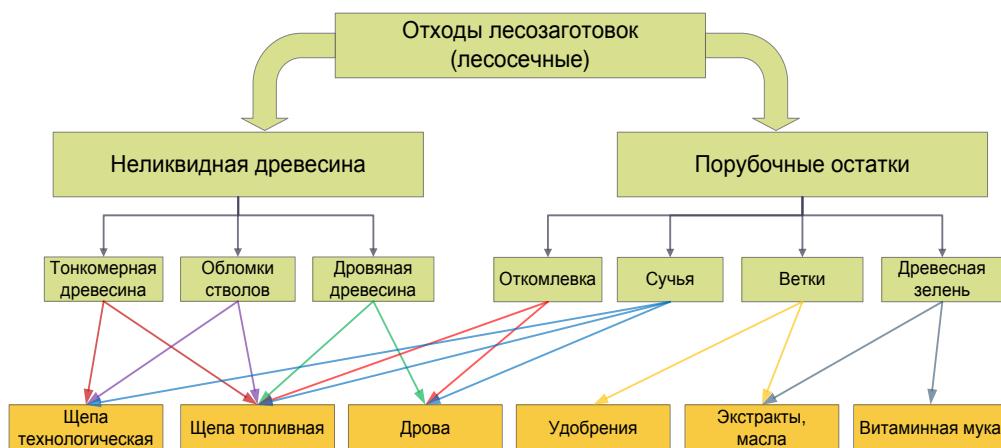 Отходы лесозаготовок
(лесосечные)
Неликвидная древесина
Порубочные остатки
Тонкомерная
древесина
Обломки
стволов
Дровяная
древесина
Откомлевка
Сучья
Ветки
Древесная
зелень
Щепа
технологическая
Щепа топливная
Дрова
Удобрения
Экстракты,
масла
Витаминная мука